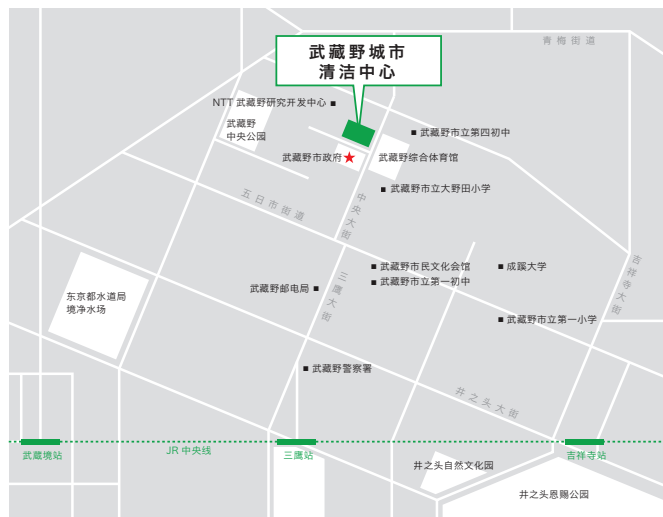 青梅街道
武藏野城市
清洁中心
NTT 武藏野研究开发中心
武藏野
中央公园
武藏野市立第四初中
武藏野市政府
武藏野综合体育馆
武藏野市立大野田小学
五日市街道
中央大街
武藏野市民文化会馆
成蹊大学
吉祥寺大街
武藏野市立第一初中
三鹰大街
武藏野邮电局
东京都水道局
境净水场
武藏野市立第一小学
武藏野警察署
井之头大街
JR 中央线
武蔵境站
三鹰站
吉祥寺站
井之头自然文化园
井之头恩赐公园